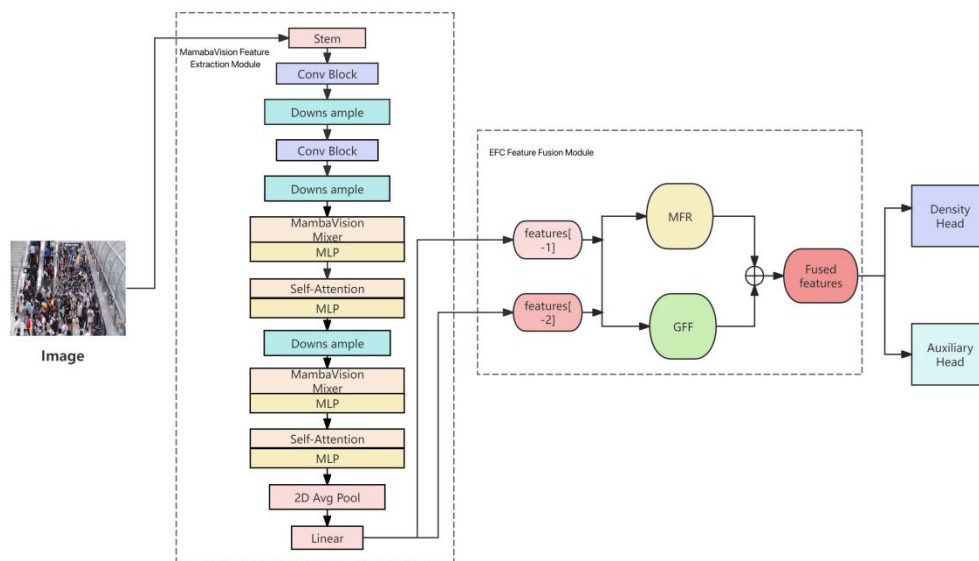 Image
MamabaVision Feature
Extraction Module
Stem
Conv Block
Downs ample
Conv Block
Downs ample
MambaVision
Mixer
MLP
Self-Attention
MLP
Downs ample
MambaVision
Mixer
MLP
Self-Attention
MLP
2D Avg Pool
Linear
EFC Feature Fusion Module
features[
-1]
features[
-2]
MFR
GFF
Fused
features
Density
Head
Auxiliary
Head